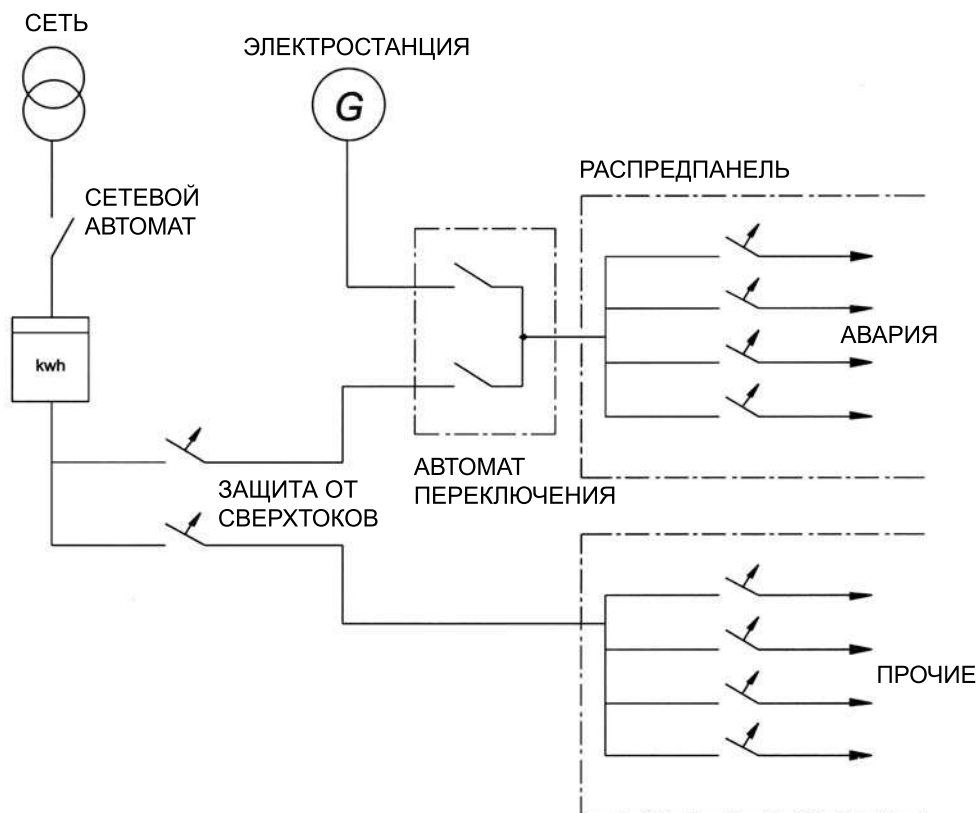 СЕТЬ
ЭЛЕКТРОСТАНЦИЯ
G
РАСПРЕДПАНЕЛЬ
СЕТЕВОЙ
АВТОМАТ
kwh
АВАРИЯ
АВТОМАТ
ПЕРЕКЛЮЧЕНИЯ
ЗАЩИТА ОТ
СВЕРХТОКОВ
ПРОЧИЕ